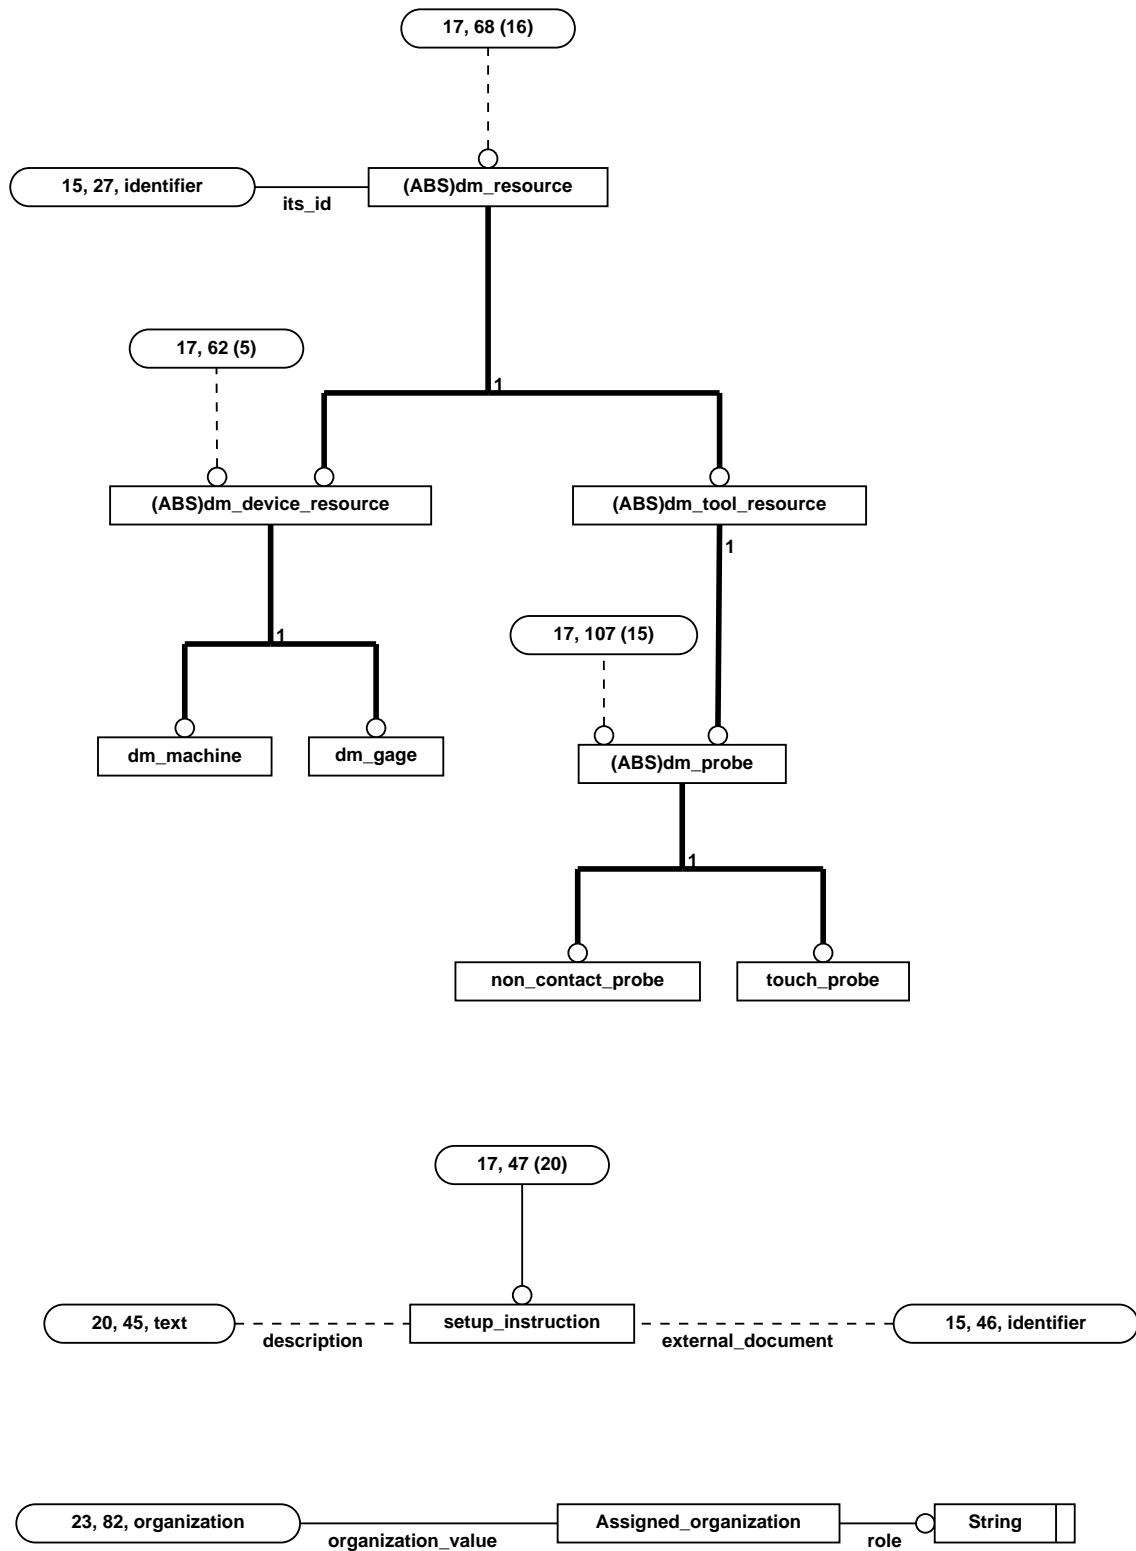 17, 68 (16)
15, 27, identifier
its_id
(ABS)dm_resource
17, 62 (5)
1
(ABS)dm_device_resource
(ABS)dm_tool_resource
1
17, 107 (15)
1
dm_machine
dm_gage
(ABS)dm_probe
1
non_contact_probe
touch_probe
17, 47 (20)
20, 45, text
description
setup_instruction
external_document
15, 46, identifier
23, 82, organization
organization_value
Assigned_organization
role
String